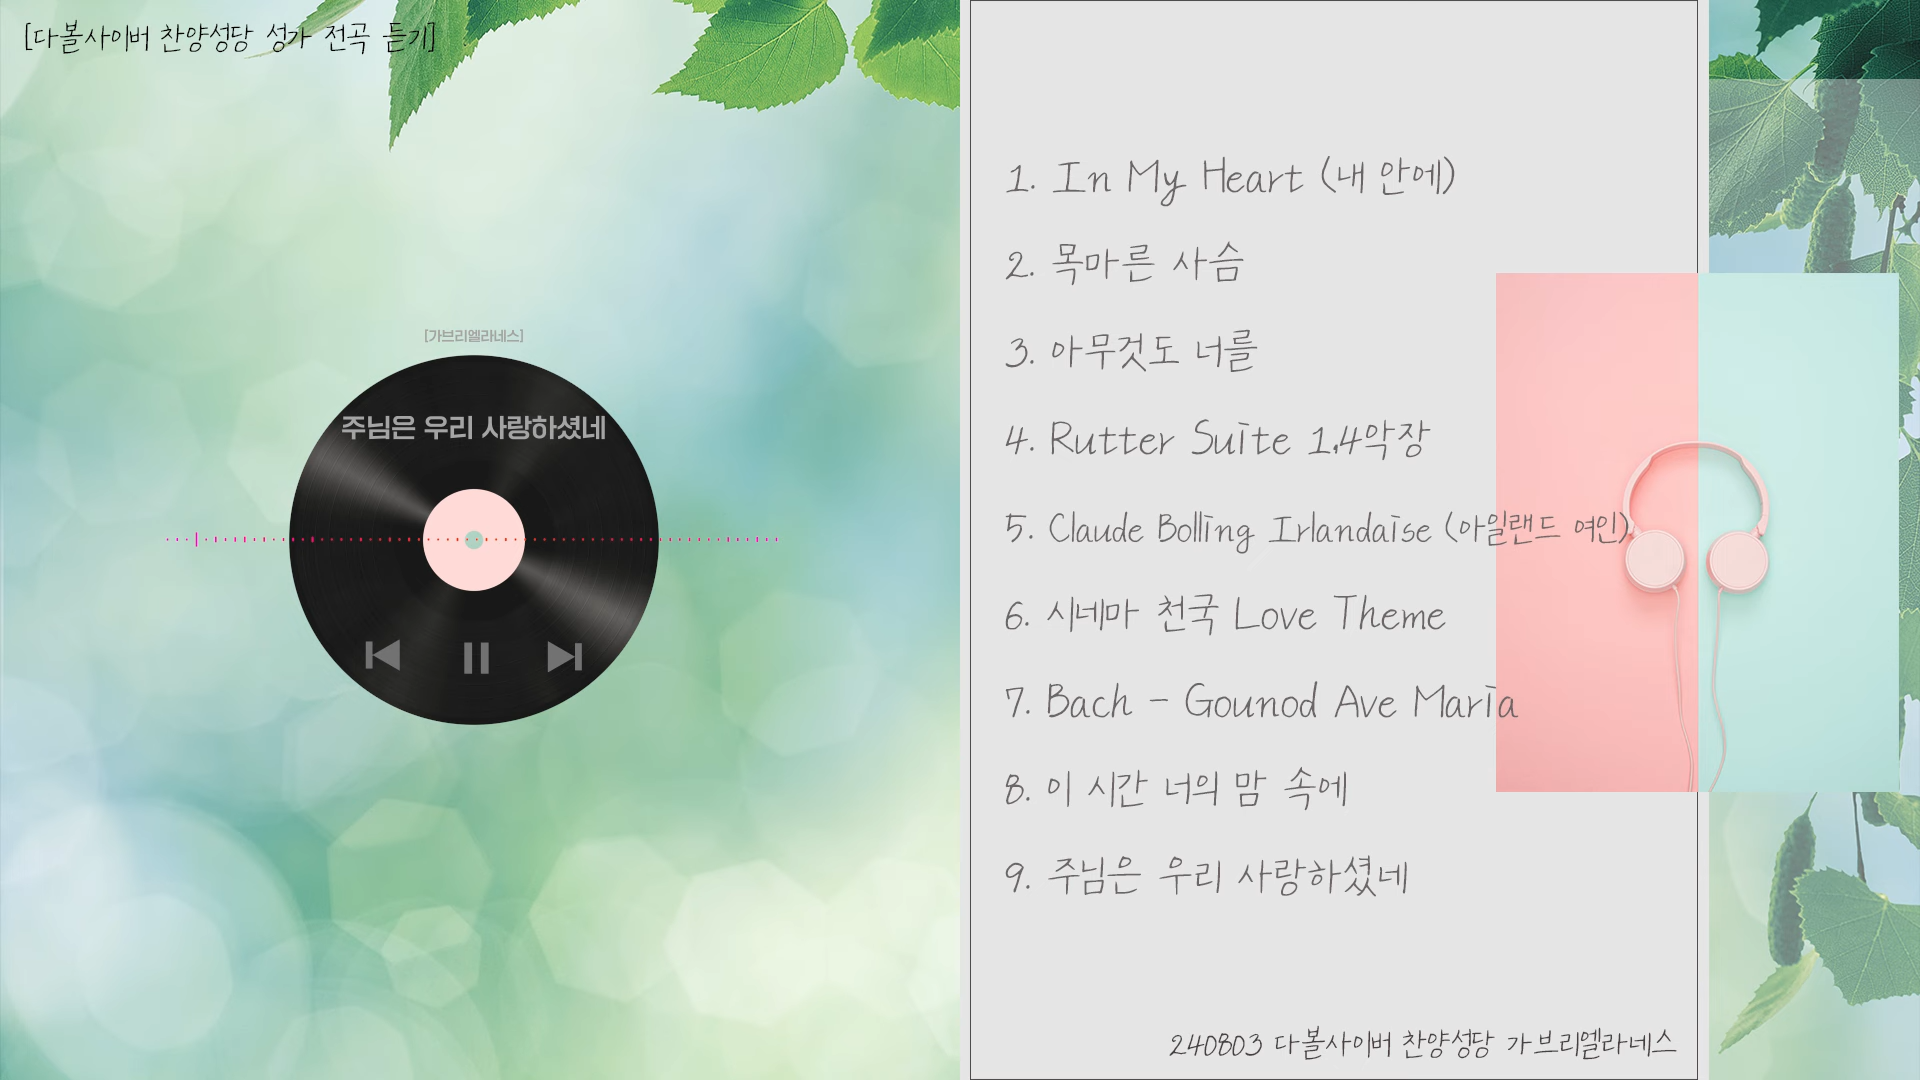 [다볼사이버 찬양성당 성가 전곡 듣기]
[가브리엘라네스]
주님은 우리 사랑하셨네
1. In My Heart (내 안에)
2. 목마른 사슴
3. 아무것도 너를
4. Rutter Suite 1,4악장
5. Claude Bolling Irlandaise (아일랜드 여인)
6. 시네마 천국 Love Theme
7. Bach - Gounod Ave Maria
8. 이 시간 너의 맘 속에
9. 주님은 우리 사랑하셨네
240803 다볼사이버 찬양성당 가브리엘라네스